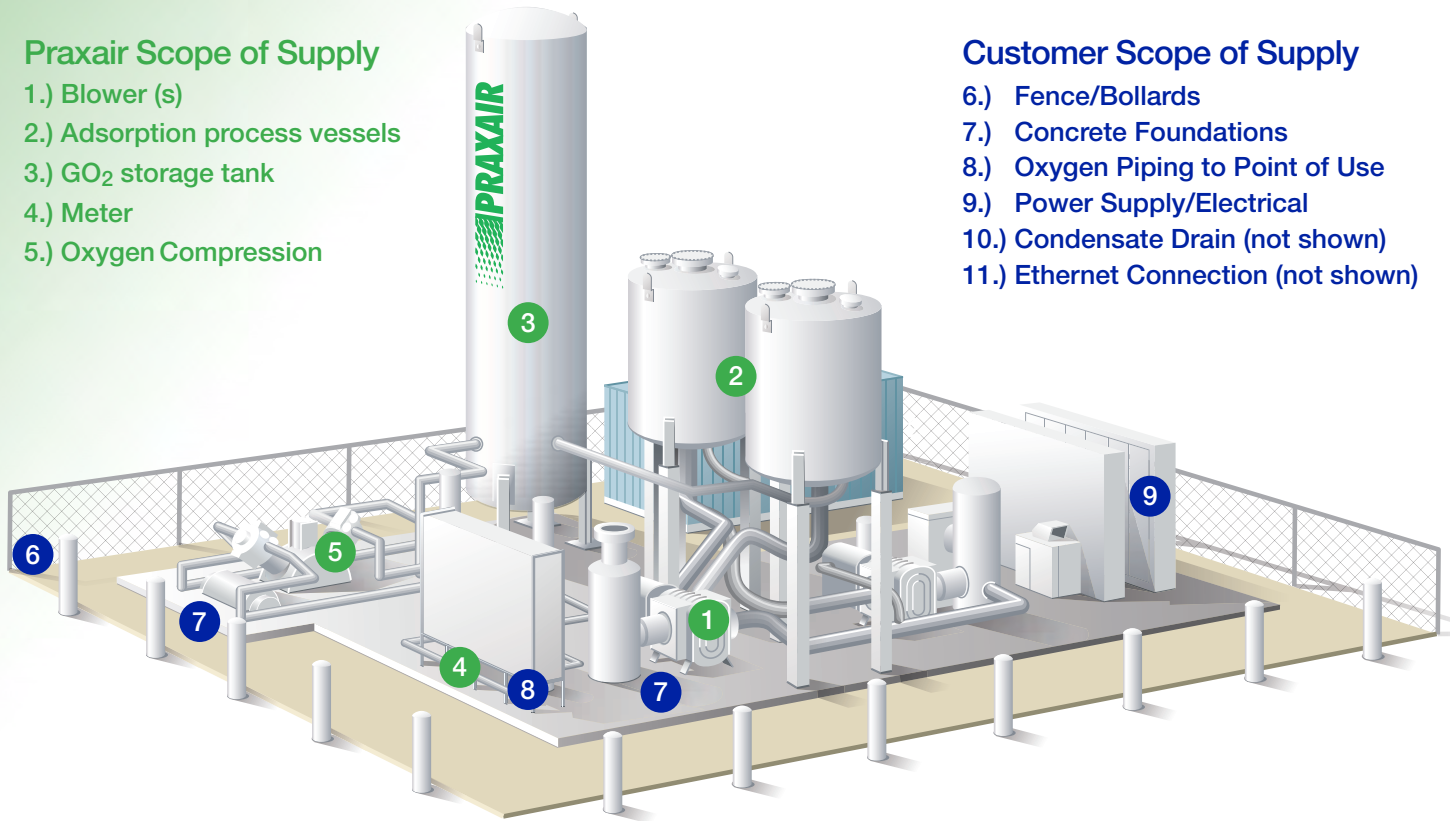 Praxair Scope of Supply
1.) Blower (s)
2.) Adsorption process vessels
3.) GO₂ storage tank
4.) Meter
5.) Oxygen Compression
Customer Scope of Supply
6.) Fence/Bollards
7.) Concrete Foundations
8.) Oxygen Piping to Point of Use
9.) Power Supply/Electrical
10.) Condensate Drain (not shown)
11.) Ethernet Connection (not shown)
PRAXAIR
3
2
9
6
5
7
1
4
8
7